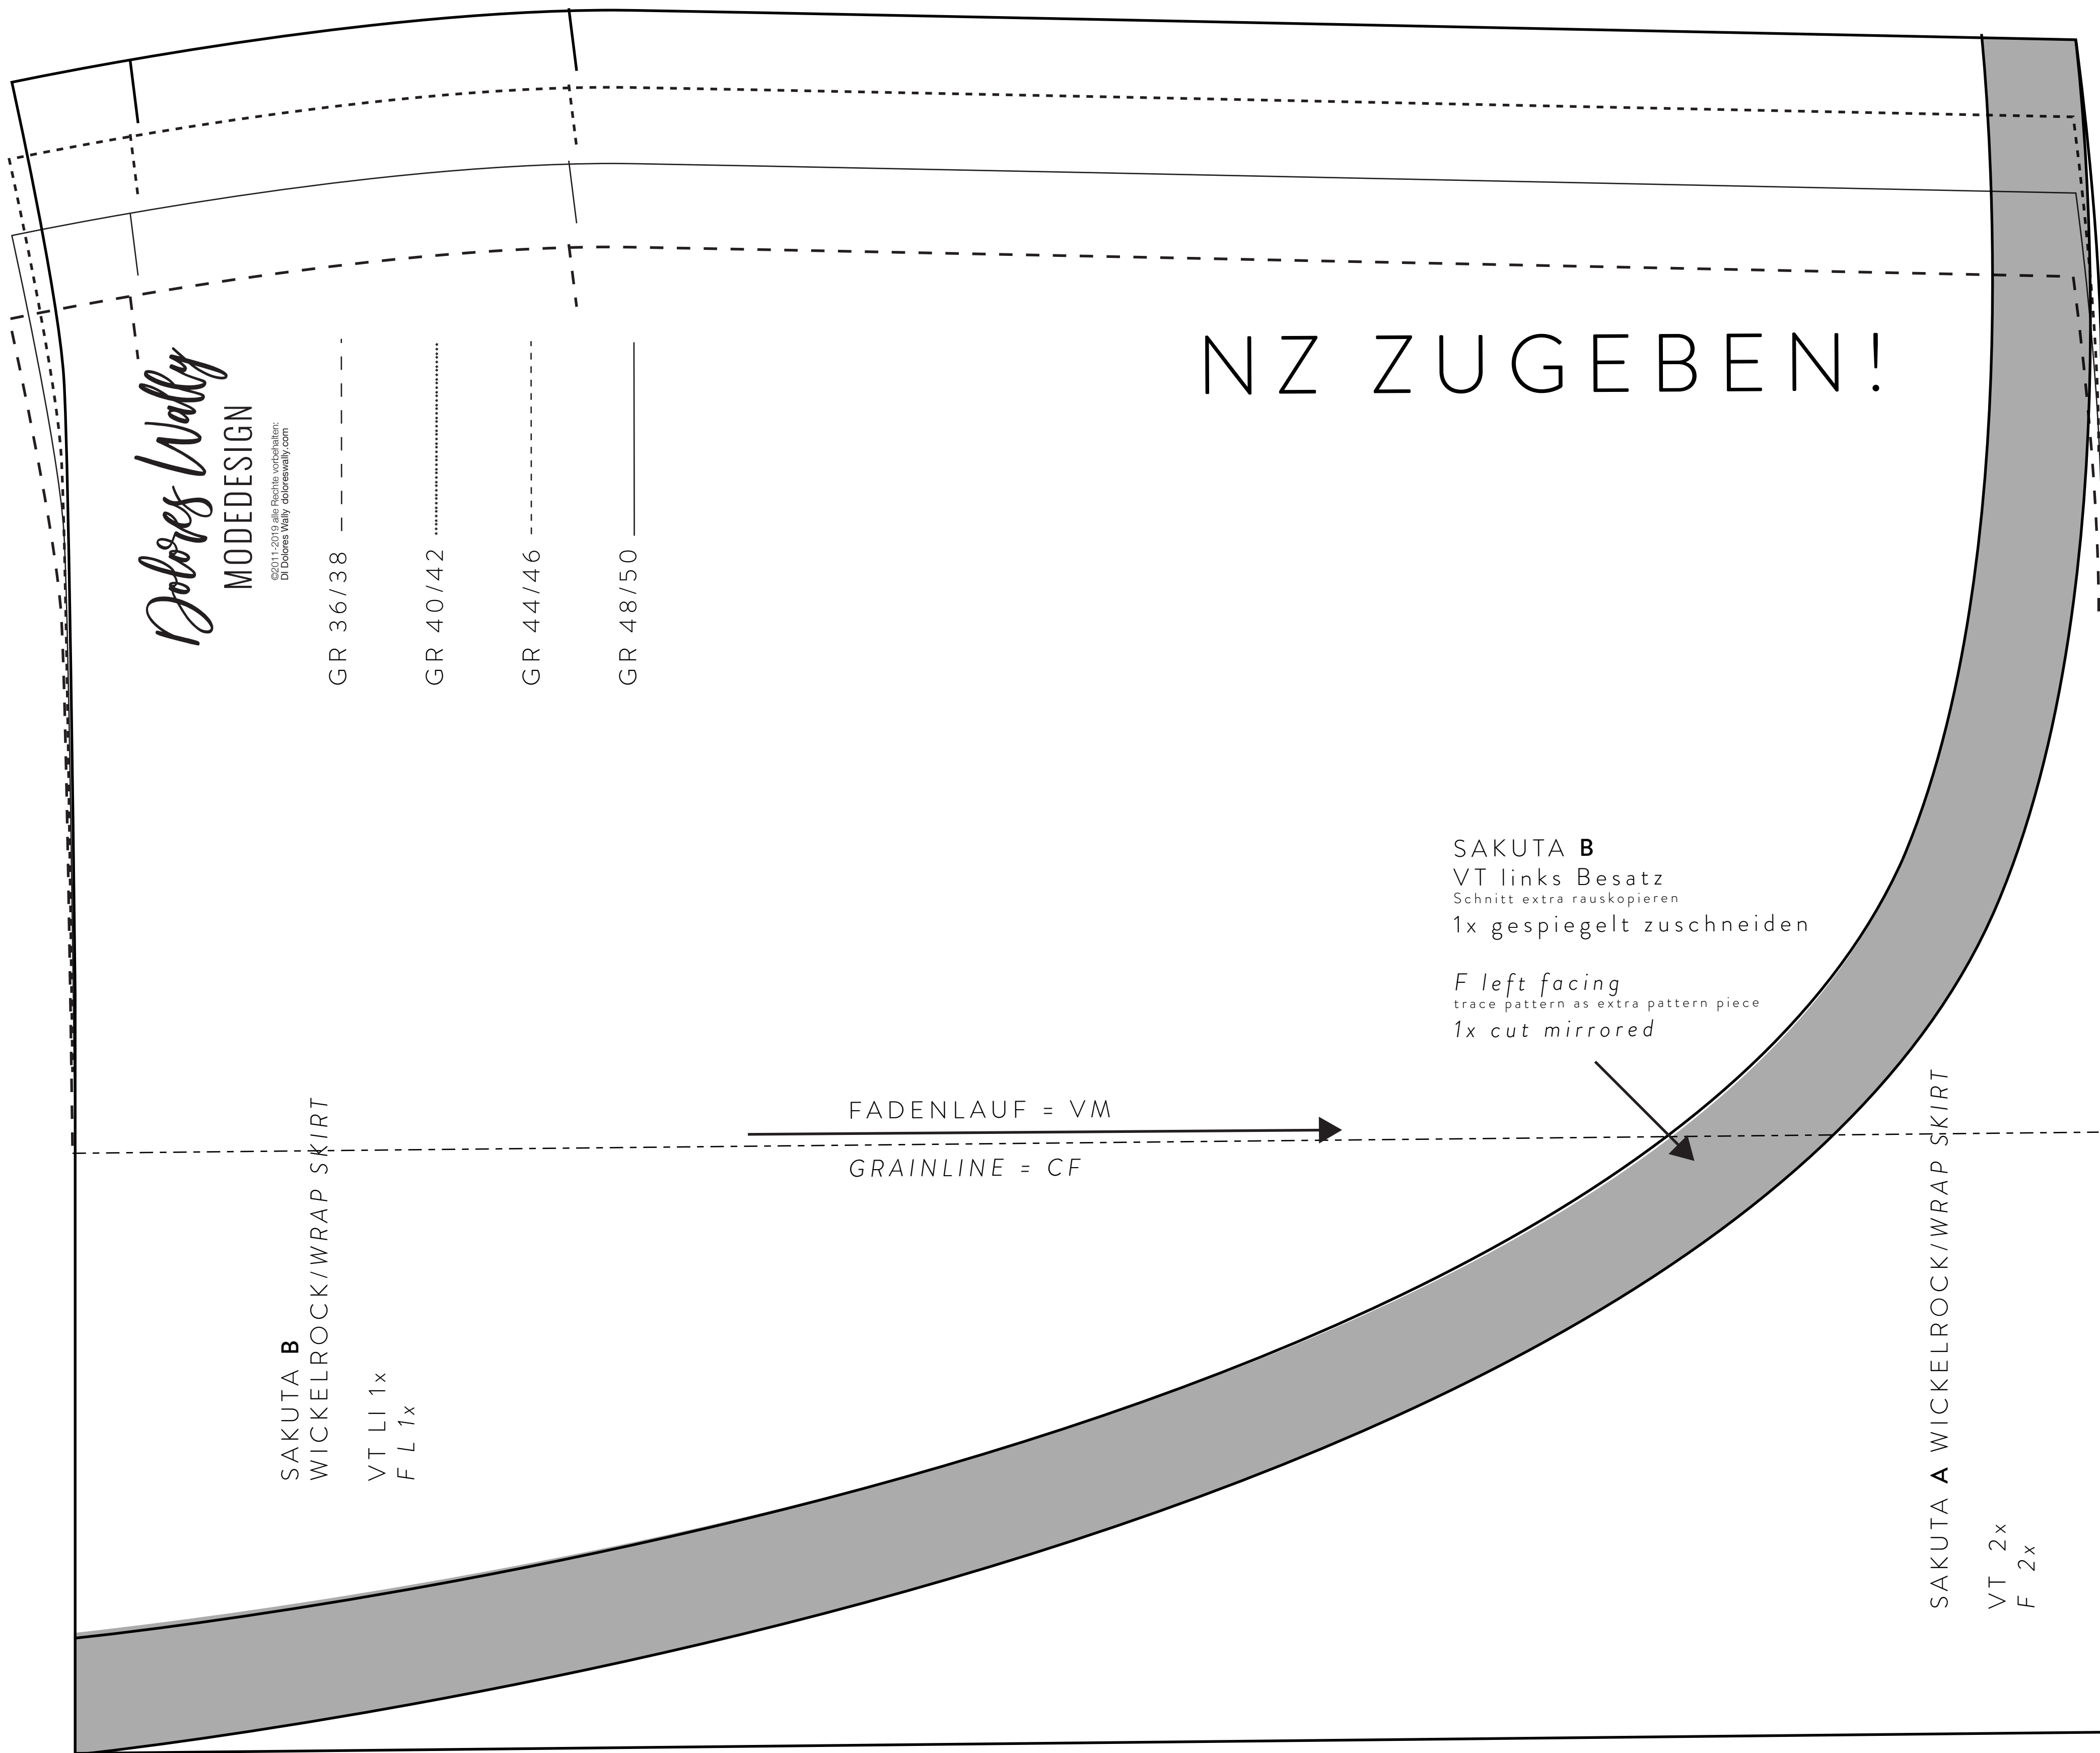 NZ ZUGEBEN!
Dolores Wally
MODEDESIGN
©2011-2019 alle Rechte vorbehalten:
DI Dolores Wally doloreswally.com
GR 36/38
GR 40/42
GR 44/46
GR 48/50
SAKUTA B
VT links Besatz
Schnitt extra rauskopieren
1x gespiegelt zuschneiden
F left facing
trace pattern as extra pattern piece
1x cut mirrored
FADENLAUF = VM
GRAINLINE = CF
SAKUTA B
WICKELROCK/WRAP SKIRT
VT LI 1x
F L 1x
SAKUTA A WICKELROCK/WRAP SKIRT
VT 2x
F 2x